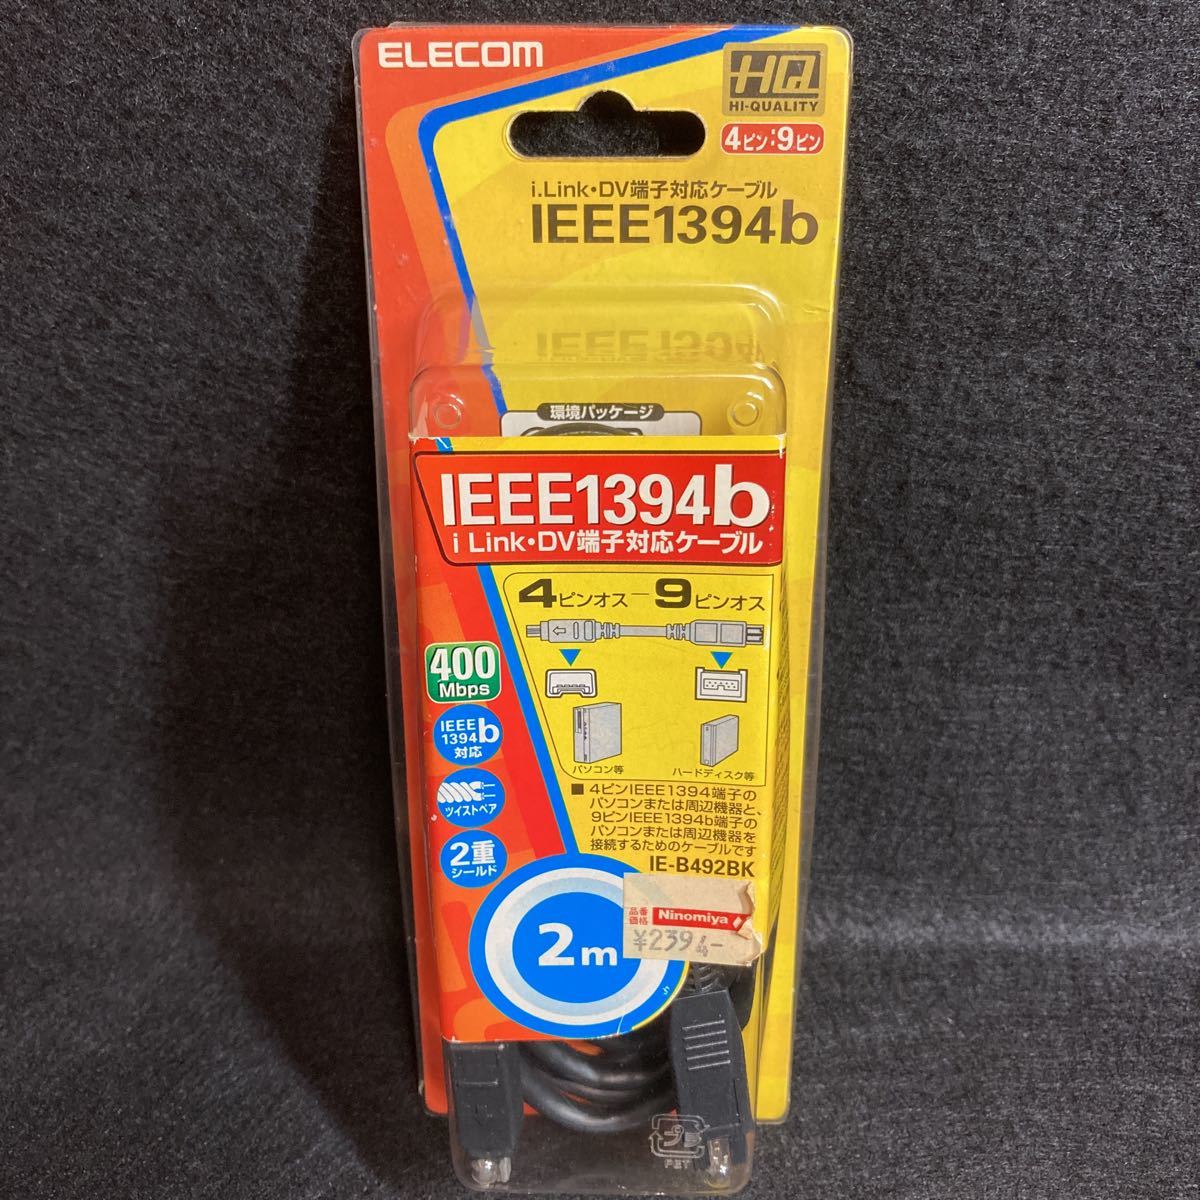 ELECOM
HQ
HI-QUALITY
4ピン:9ピン
i.Link・DV端子対応ケーブル
IEEE1394b
環境パッケージ
IEEE1394b
i Link・DV端子対応ケーブル
4ピンオス－9ピンオス
400
Mbps
IEEE
1394b
対応
ツイストペア
2重
シールド
パソコン等
ハードディスク等
■4ピンIEEE1394端子の
パソコンまたは周辺機器と、
9ピンIEEE1394b端子の
パソコンまたは周辺機器を
接続するためのケーブルです
IE-B492BK
品番
価格
Ninomiya
2m
プラ
PET